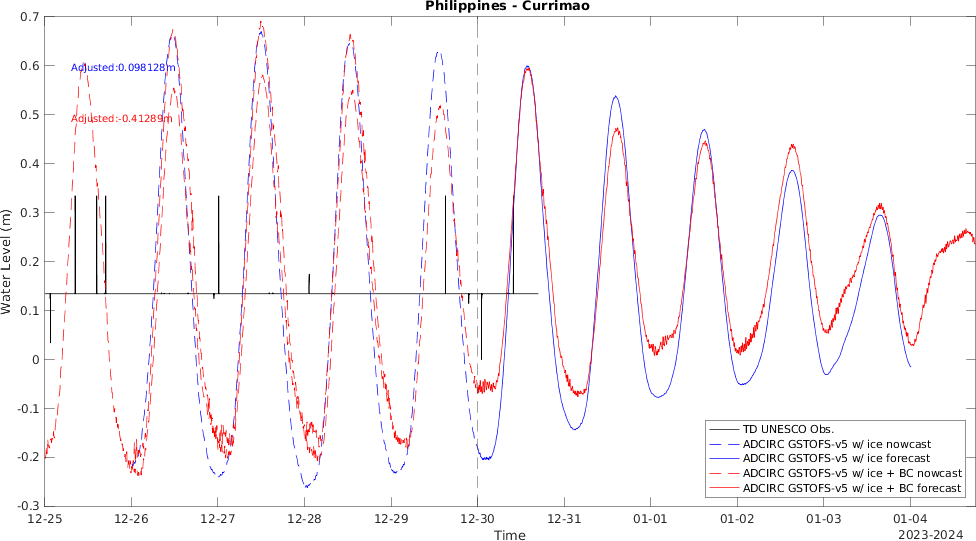 Philippines - Currimao
0.7
0.6
0.5
0.4
0.3
0.2
0.1
0
-0.1
-0.2
-0.3
Water Level (m)
Adjusted:0.098128m
Adjusted:-0.41289m
TD UNESCO Obs.
ADCIRC GSTOFS-v5 w/ ice nowcast
ADCIRC GSTOFS-v5 w/ ice forecast
ADCIRC GSTOFS-v5 w/ ice + BC nowcast
ADCIRC GSTOFS-v5 w/ ice + BC forecast
12-25 12-26 12-27 12-28 12-29 12-30 12-31 01-01 01-02 01-03 01-04
Time
2023-2024